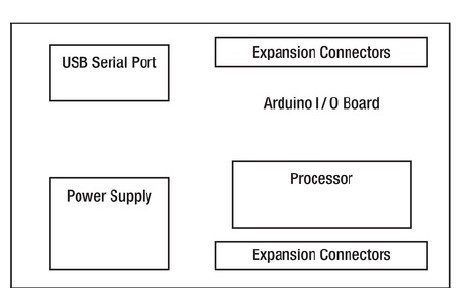 USB Serial Port
Expansion Connectors
Arduino I/O Board
Processor
Power Supply
Expansion Connectors